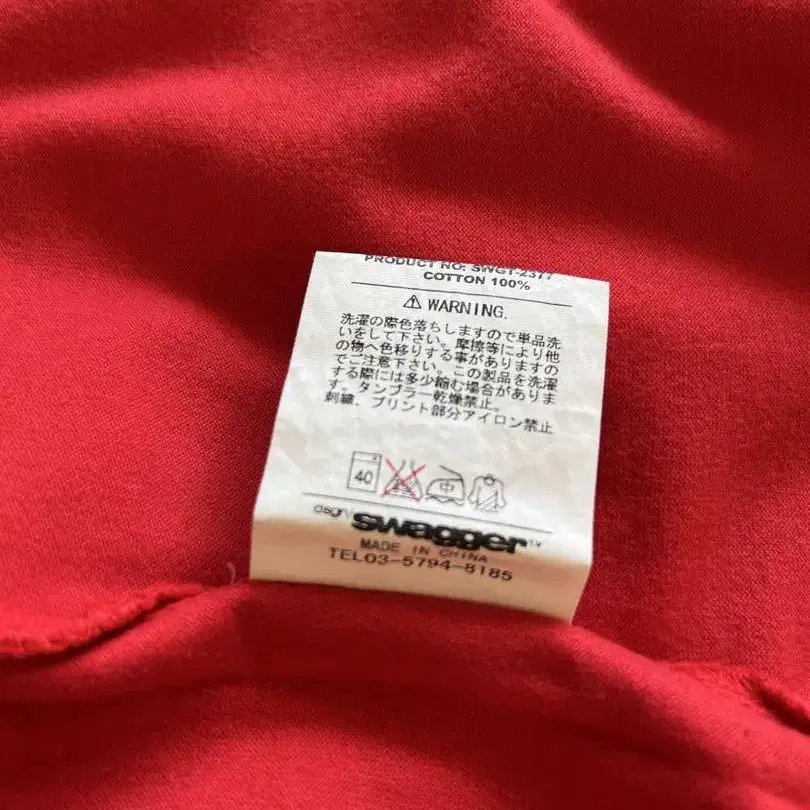 PRODUCT NO: SWGT-2377
COTTON 100%
⚠ WARNING.
洗濯の際色落ちしますので単品洗
いをして下さい。摩擦等により他
の物へ色移りする事がありますの
でご注意下さい。この製品を洗濯
する際には多少縮む場合がありま
す。タンブラー乾燥禁止。
刺繍、プリント部分アイロン禁止
40 中
dsgn swagger™
MADE IN CHINA
TEL03-5794-8185